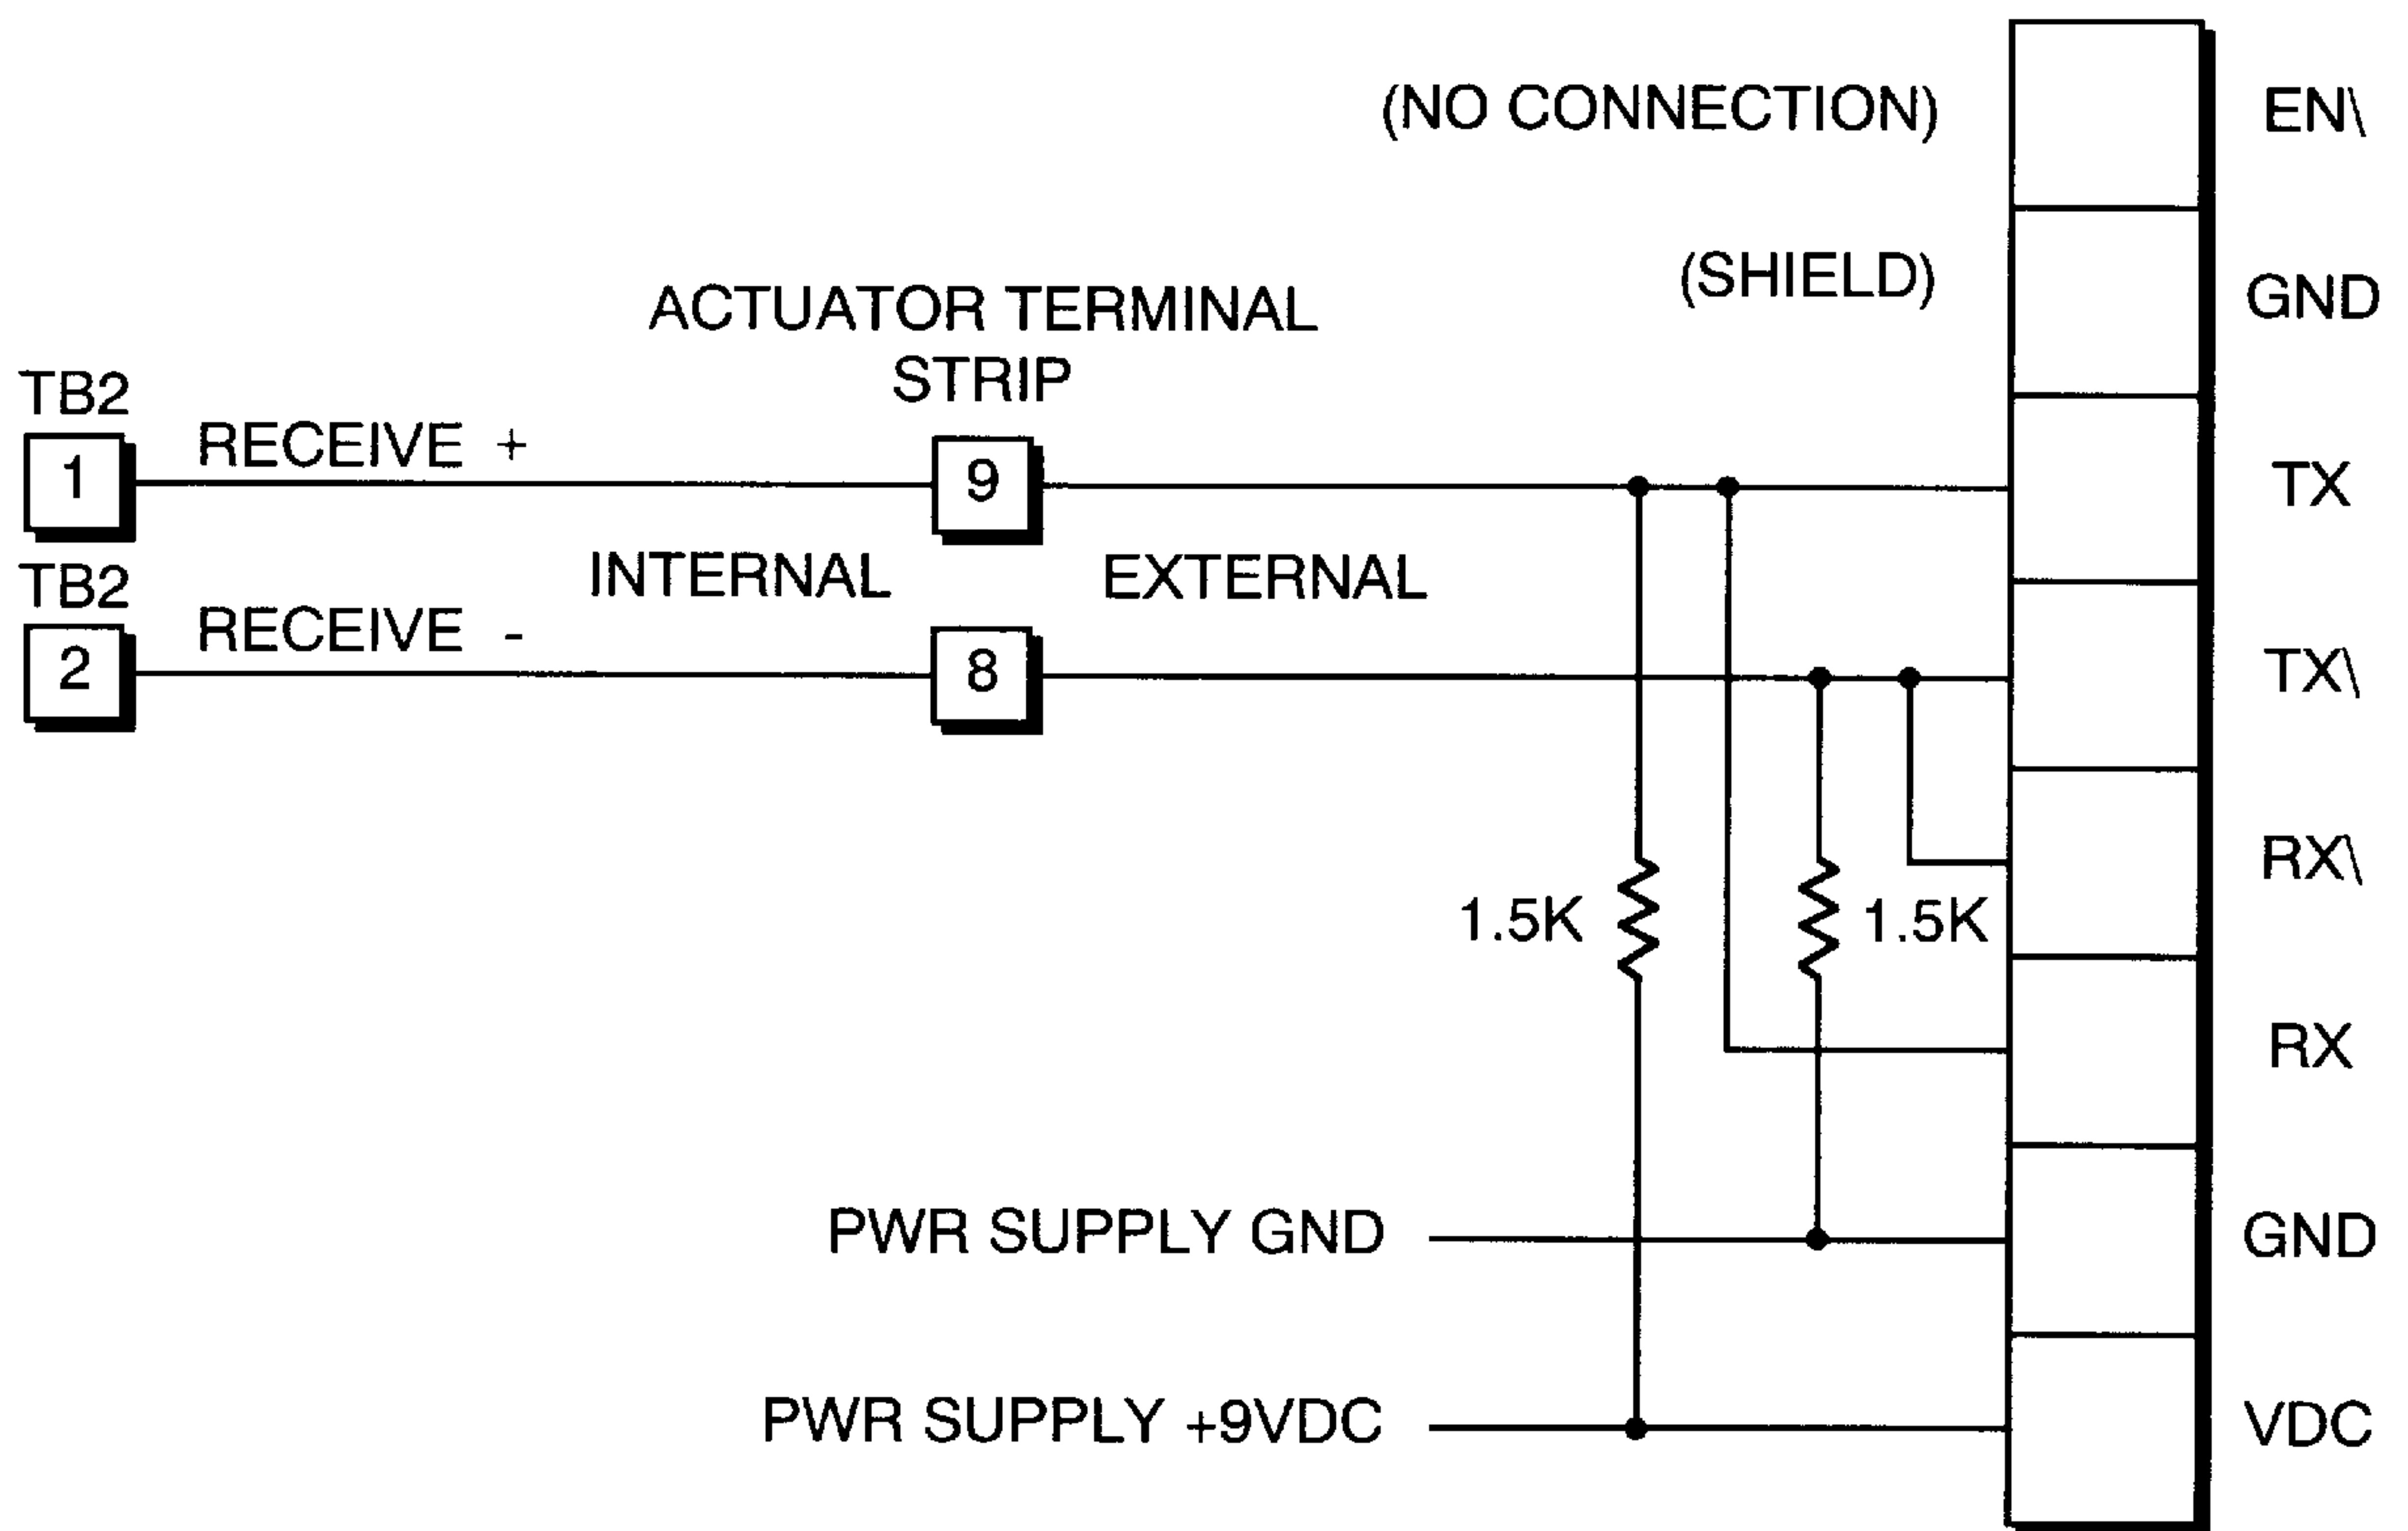 (NO CONNECTION)
EN\
(SHIELD)
GND
ACTUATOR TERMINAL
STRIP
TB2
1
RECEIVE +
9
TX
TB2
2
RECEIVE -
INTERNAL
EXTERNAL
8
TX\
RX\
1.5K
1.5K
RX
PWR SUPPLY GND
GND
PWR SUPPLY +9VDC
VDC